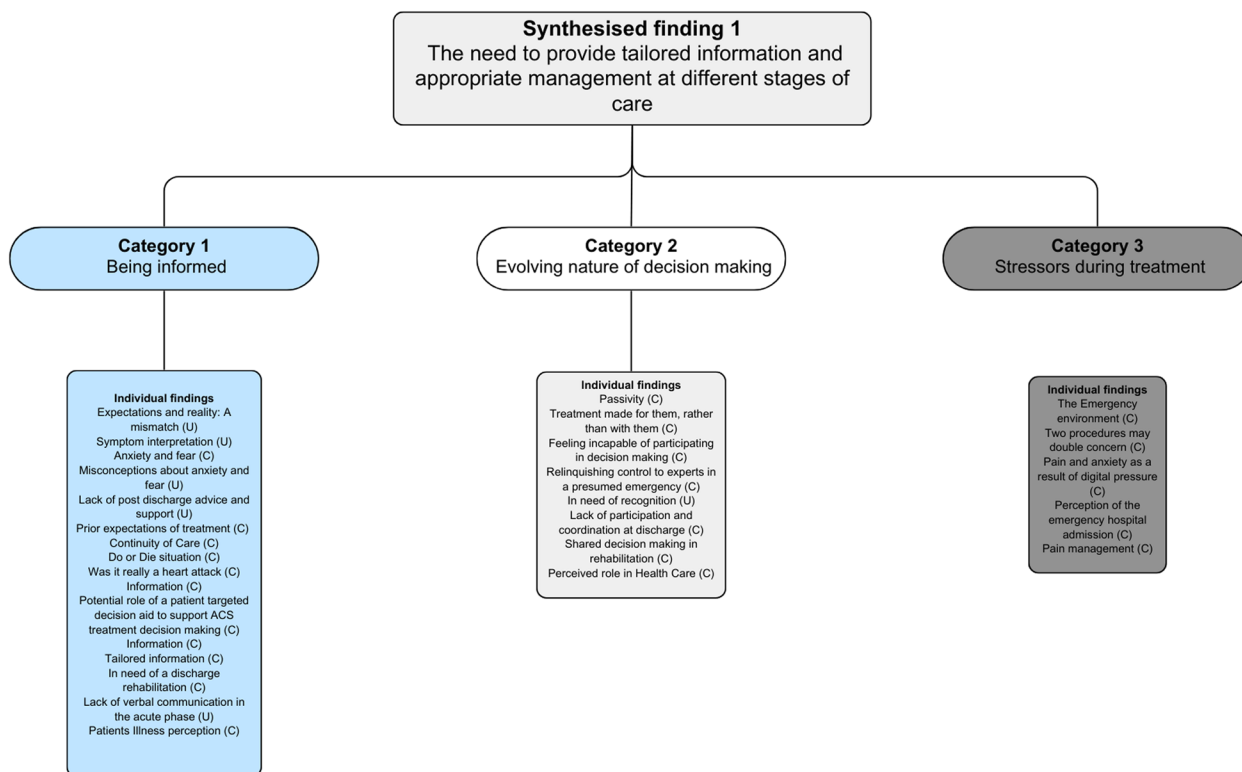 Synthesised finding 1
The need to provide tailored information and
appropriate management at different stages of
care
Category 1
Being informed
Category 2
Evolving nature of decision making
Category 3
Stressors during treatment
Individual findings
Expectations and reality: A
mismatch (U)
Symptom interpretation (U)
Anxiety and fear (C)
Misconceptions about anxiety and
fear (U)
Lack of post discharge advice and
support (U)
Prior expectations of treatment (C)
Continuity of Care (C)
Do or Die situation (C)
Was it really a heart attack (C)
Information (C)
Potential role of a patient targeted
decision aid to support ACS
treatment decision making (C)
Information (C)
Tailored information (C)
In need of a discharge
rehabilitation (C)
Lack of verbal communication in
the acute phase (U)
Patients Illness perception (C)
Individual findings
Passivity (C)
Treatment made for them, rather
than with them (C)
Feeling incapable of participating
in decision making (C)
Relinquishing control to experts in
a presumed emergency (C)
In need of recognition (U)
Lack of participation and
coordination at discharge (C)
Shared decision making in
rehabilitation (C)
Perceived role in Health Care (C)
Individual findings
The Emergency
environment (C)
Two procedures may
double concern (C)
Pain and anxiety as a
result of digital pressure
(C)
Perception of the
emergency hospital
admission (C)
Pain management (C)